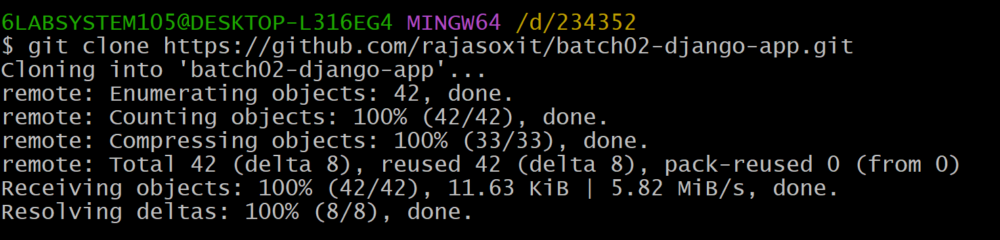 6LABSYSTEM105@DESKTOP-L316EG4 MINGW64 /d/234352
$ git clone https://github.com/rajasoxit/batch02-django-app.git
Cloning into 'batch02-django-app'...
remote: Enumerating objects: 42, done.
remote: Counting objects: 100% (42/42), done.
remote: Compressing objects: 100% (33/33), done.
remote: Total 42 (delta 8), reused 42 (delta 8), pack-reused 0 (from 0)
Receiving objects: 100% (42/42), 11.63 KiB | 5.82 MiB/s, done.
Resolving deltas: 100% (8/8), done.